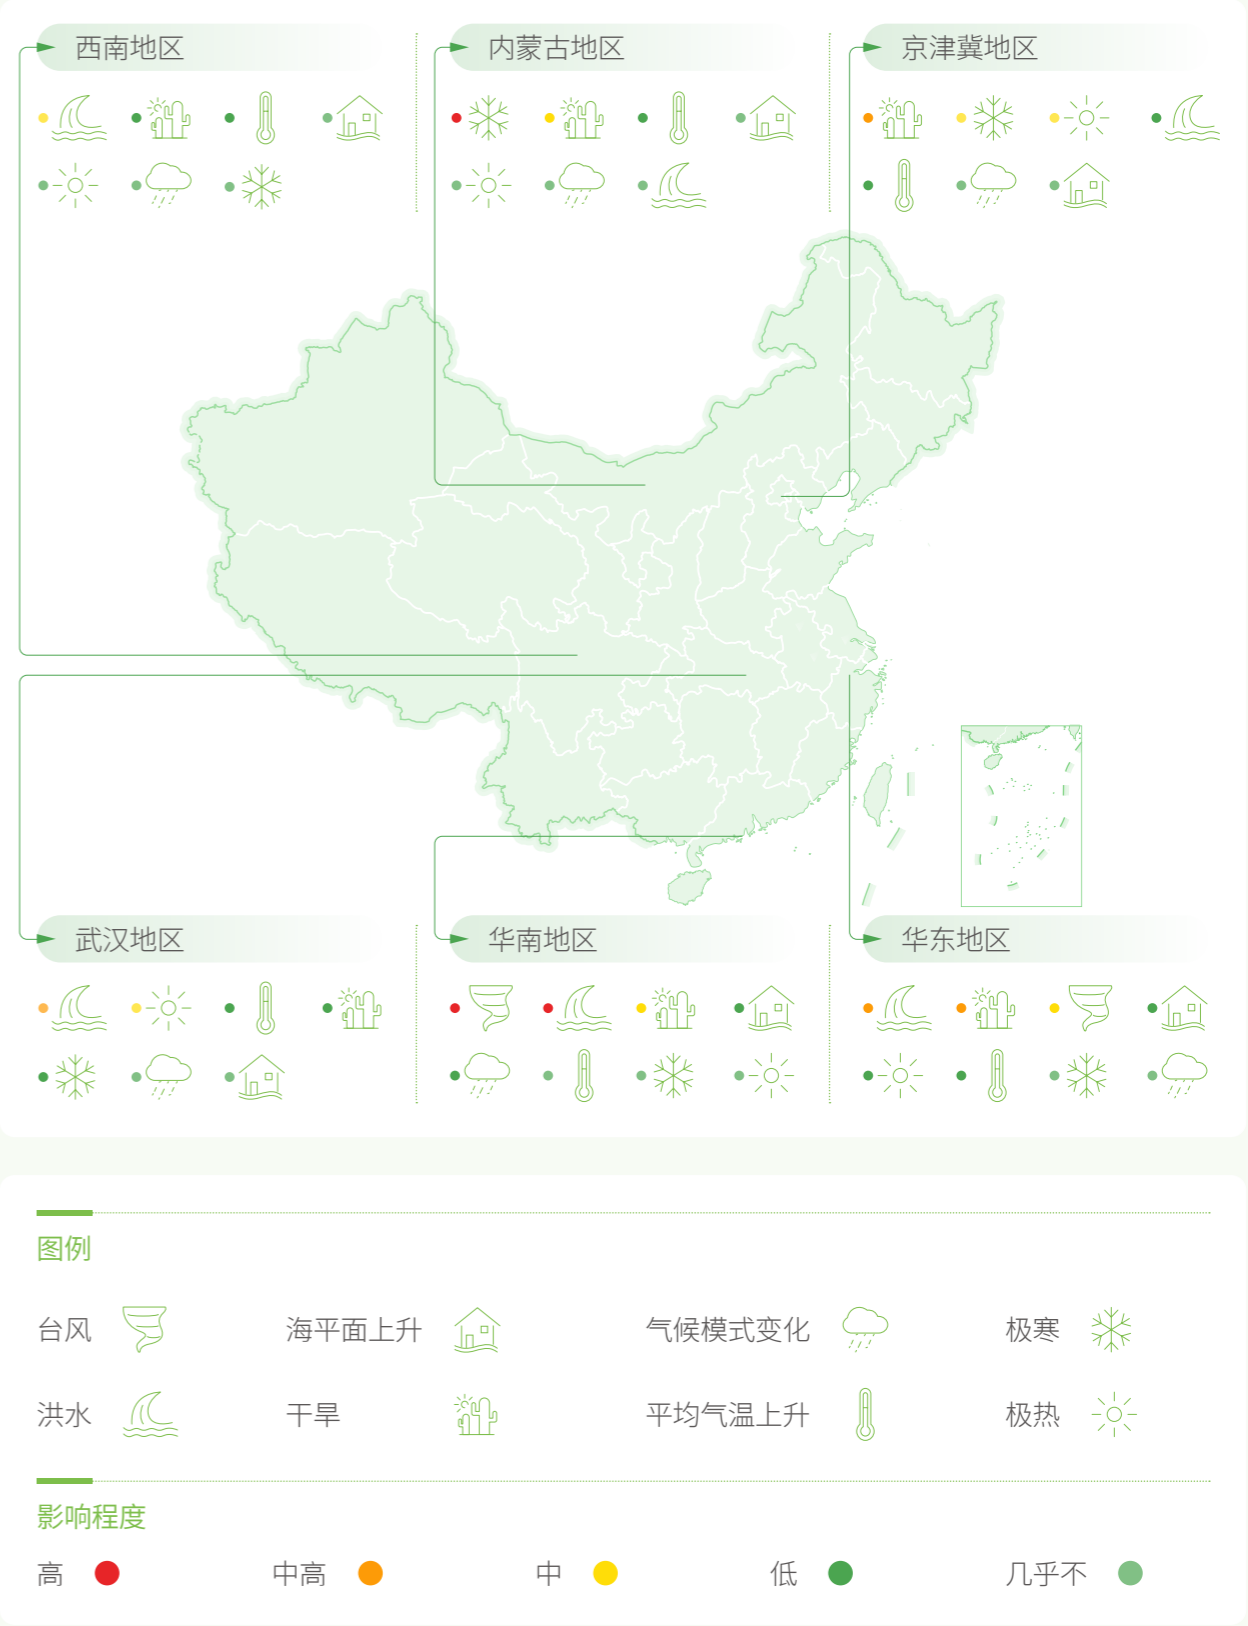 西南地区
内蒙古地区
京津冀地区
武汉地区
华南地区
华东地区
图例
台风
海平面上升
气候模式变化
极寒
洪水
干旱
平均气温上升
极热
影响程度
高
中高
中
低
几乎不